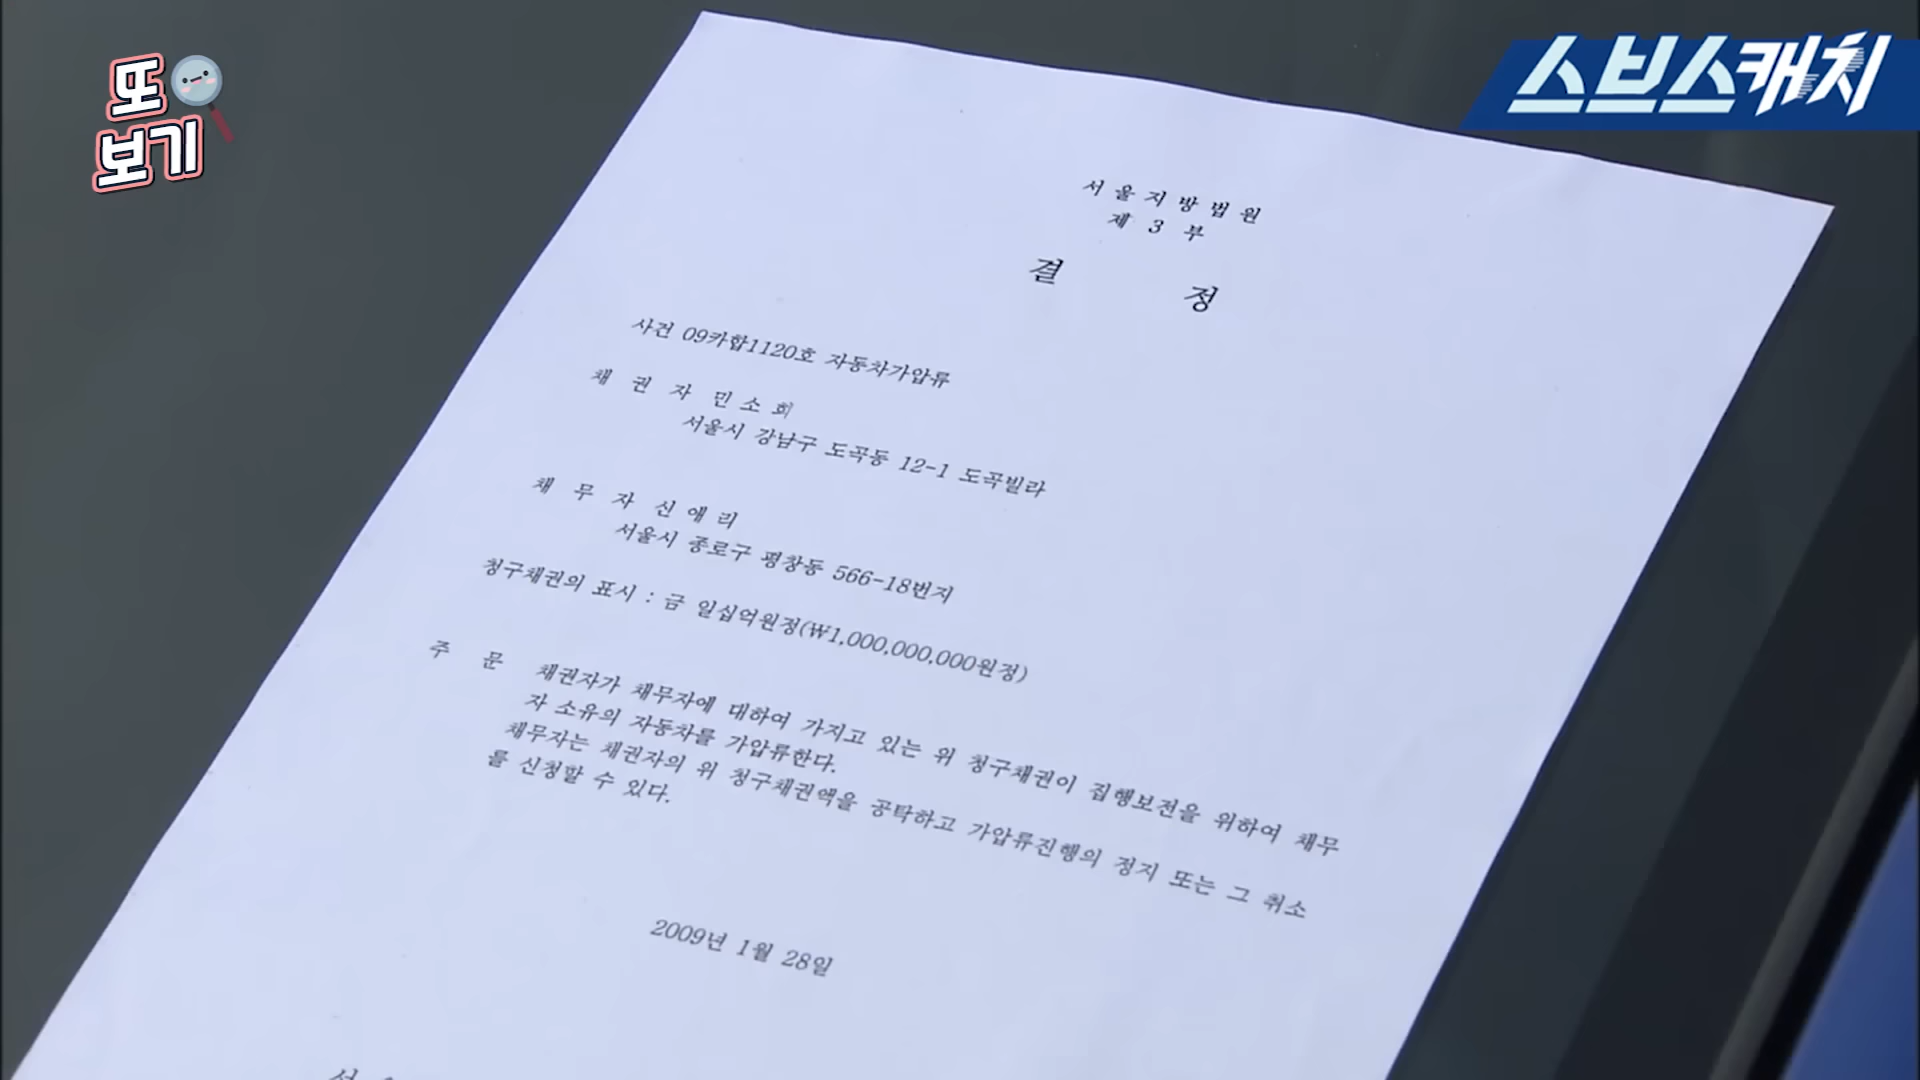 또
보기
스브스캐치
서울지방법원
제 3 부
결 정
사건 09카합1120호 자동차가압류
채 권 자 민 소 희
서울시 강남구 도곡동 12-1 도곡빌라
채 무 자 신 애 리
서울시 종로구 평창동 566-18번지
청구채권의 표시 : 금 일십억원정(₩1,000,000,000원정)
주 문 채권자가 채무자에 대하여 가지고 있는 위 청구채권이 집행보전을 위하여 채무
자 소유의 자동차를 가압류한다.
채무자는 채권자의 위 청구채권액을 공탁하고 가압류진행의 정지 또는 그 취소
를 신청할 수 있다.
2009년 1월 28일